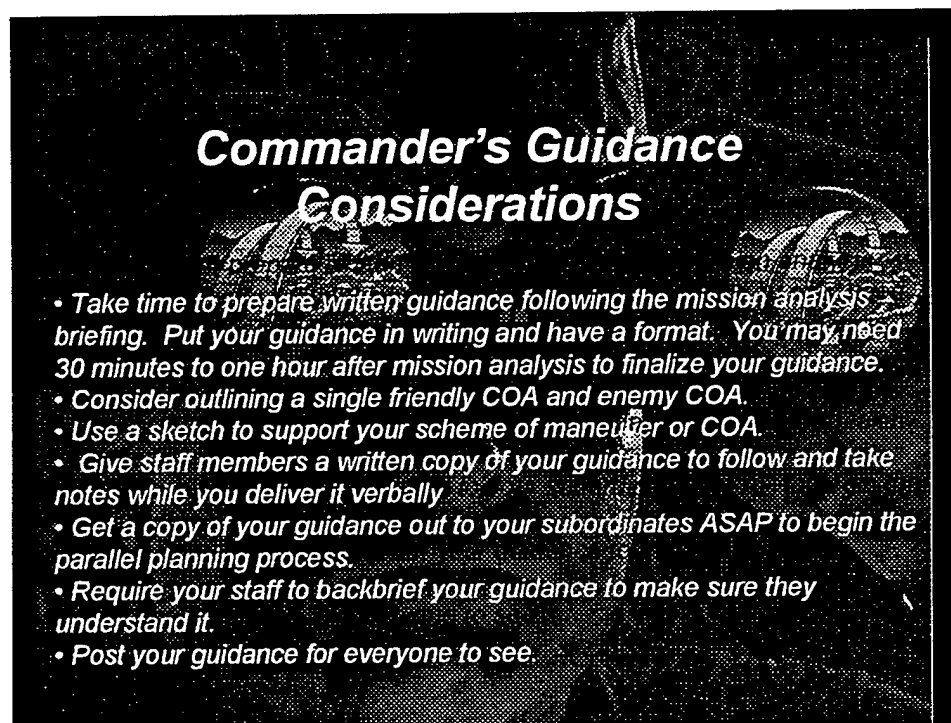 Commander's Guidance
Considerations
• Take time to prepare written guidance following the mission analysis
briefing. Put your guidance in writing and have a format. You may need
30 minutes to one hour after mission analysis to finalize your guidance.
• Consider outlining a single friendly COA and enemy COA.
• Use a sketch to support your scheme of maneuver or COA.
• Give staff members a written copy of your guidance to follow and take
notes while you deliver it verbally
• Get a copy of your guidance out to your subordinates ASAP to begin the
parallel planning process.
• Require your staff to backbrief your guidance to make sure they
understand it.
• Post your guidance for everyone to see.